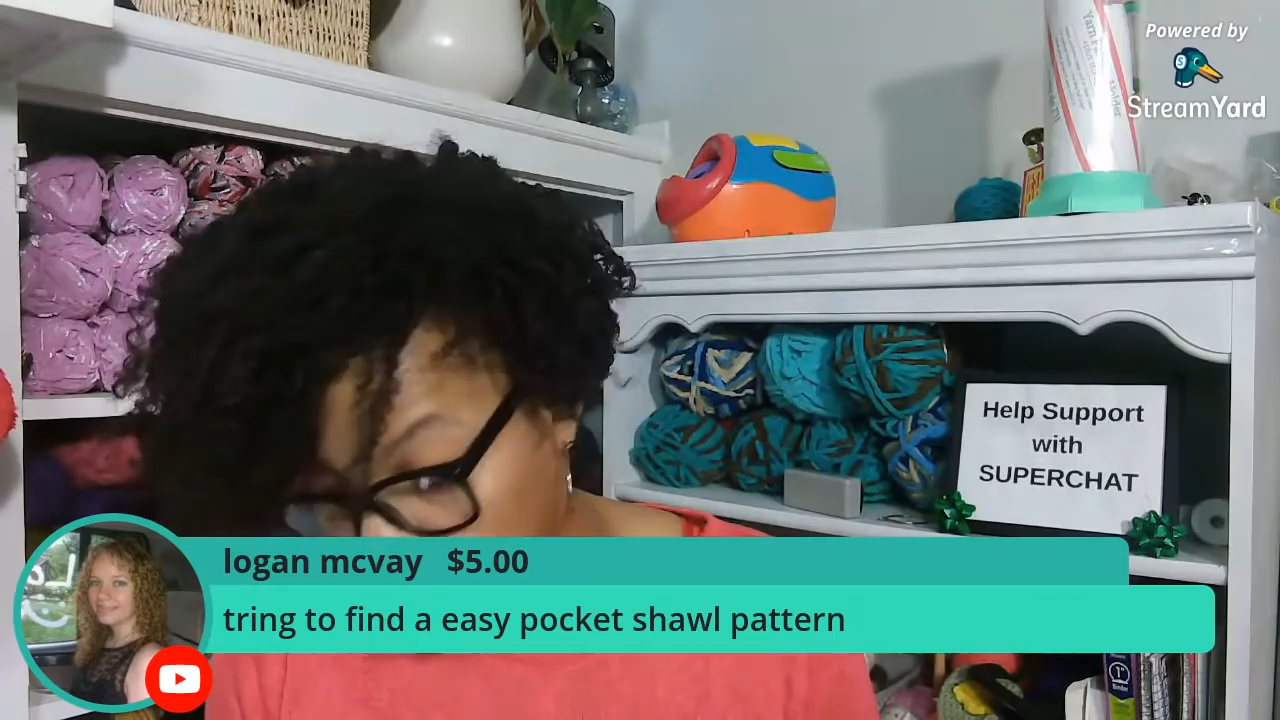 Powered by
StreamYard
Help Support
with
SUPERCHAT
logan mcvay $5.00
tring to find a easy pocket shawl pattern